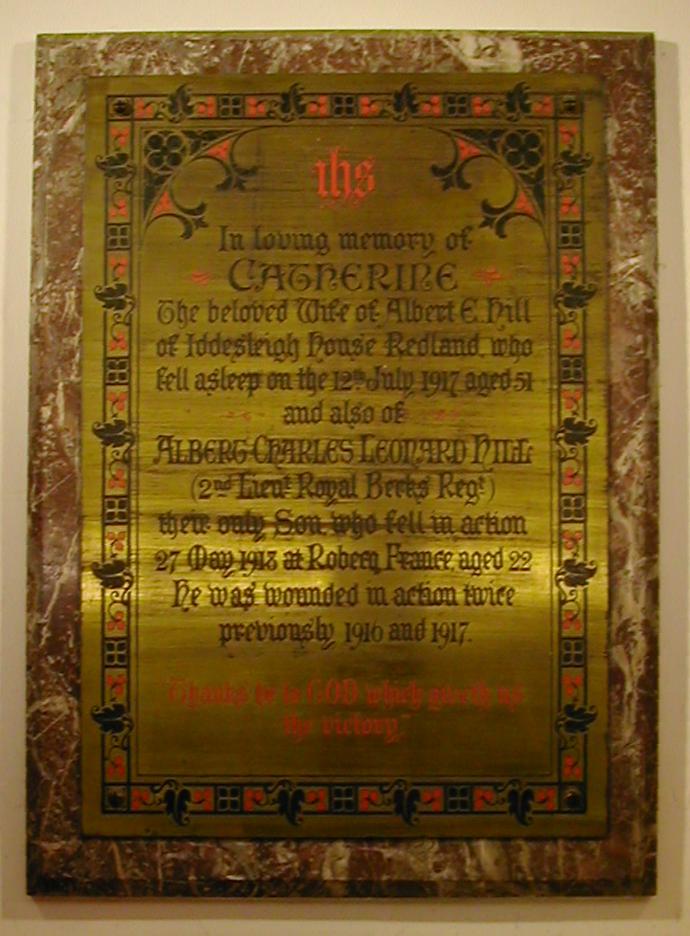 ihs
In loving memory of
CATHERINE
The beloved Wife of Albert E. Hill
of Iddesleigh House Redland, who
fell asleep on the 12th July 1917 aged 51
and also of
ALBERT CHARLES LEONARD HILL
(2nd Lieut Royal Berks Regt)
their only Son, who fell in action
27 May 1918 at Robecq France, aged 22
He was wounded in action twice
previously 1916 and 1917.
Thanks be to GOD which giveth us
the victory"